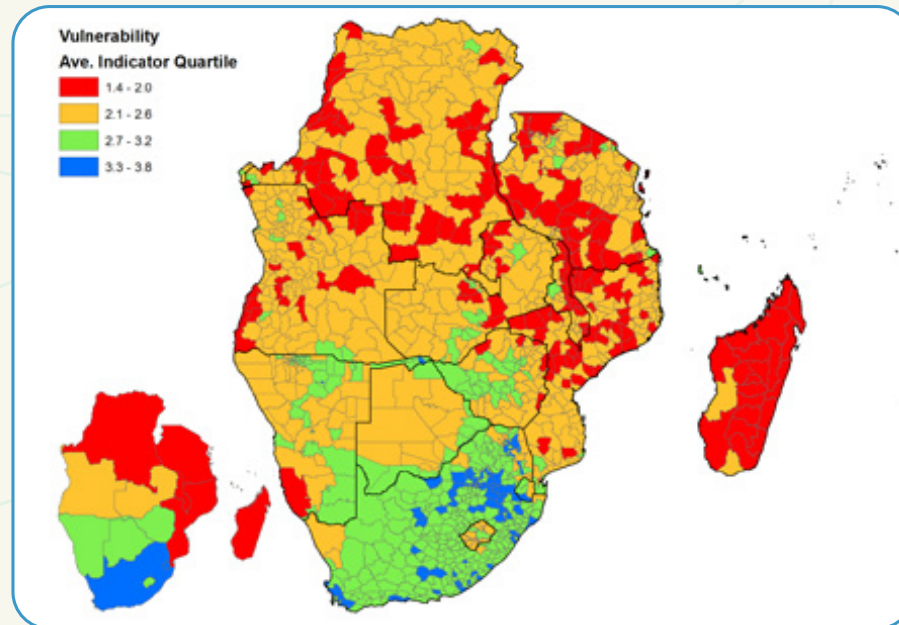 Vulnerability
Ave. Indicator Quartile
1.4 - 2.0
2.1 - 2.6
2.7 - 3.2
3.3 - 3.8